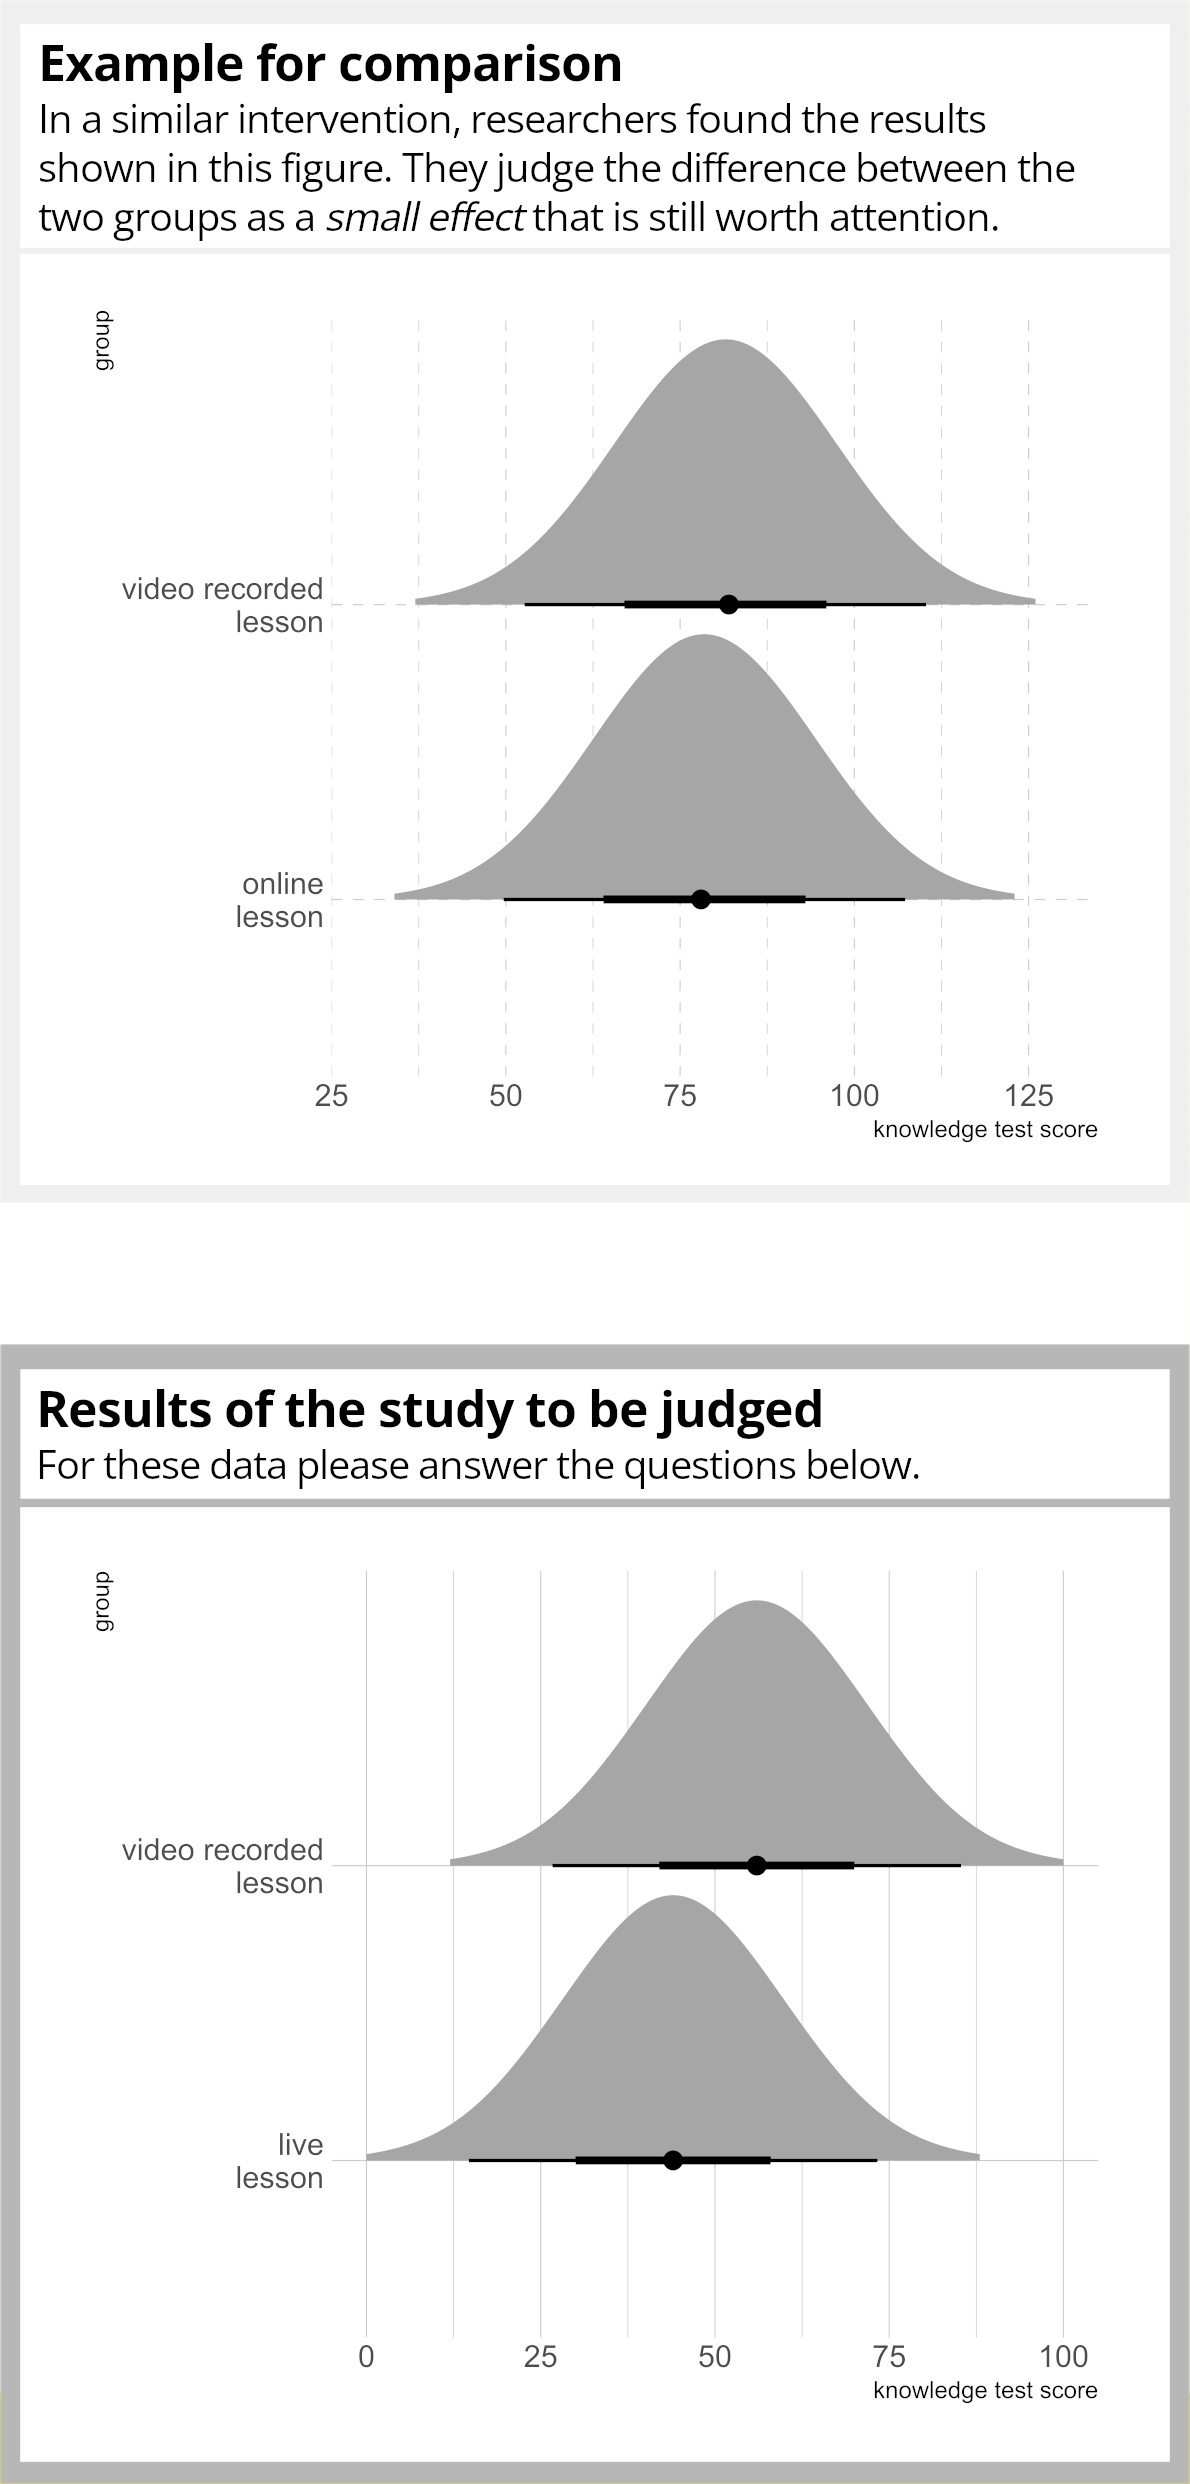 Example for comparison
In a similar intervention, researchers found the results
shown in this figure. They judge the difference between the
two groups as a small effect that is still worth attention.
group
video recorded
lesson
online
lesson
25 50 75 100 125
knowledge test score
Results of the study to be judged
For these data please answer the questions below.
group
video recorded
lesson
live
lesson
0 25 50 75 100
knowledge test score